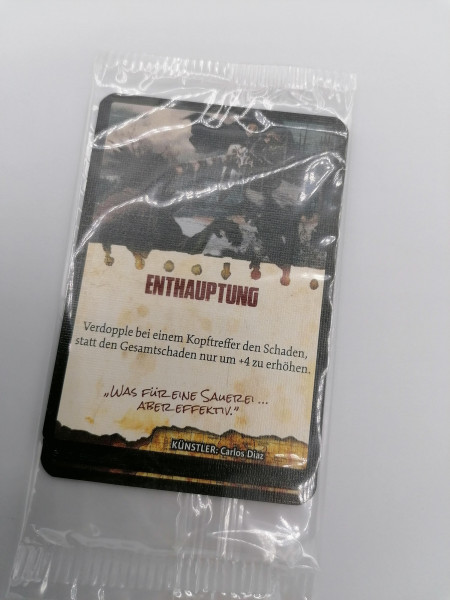 ENTHAUPTUNG
Verdopple bei einem Kopftreffer den Schaden,
statt den Gesamtschaden nur um +4 zu erhöhen.
„WAS FÜR EINE SAUEREI ...
ABER EFFEKTIV.“
KÜNSTLER: Carlos Diaz